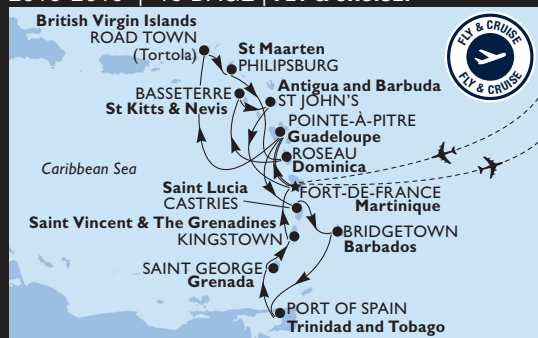 British Virgin Islands
ROAD TOWN
(Tortola)
St Maarten
PHILIPSBURG
FLY & CRUISE
FLY & CRUISE
BASSETERRE
St Kitts & Nevis
Antigua and Barbuda
ST JOHN'S
POINTE-À-PITRE
Guadeloupe
ROSEAU
Dominica
Caribbean Sea
Saint Lucia
CASTRIES
FORT-DE-FRANCE
Martinique
Saint Vincent & The Grenadines
KINGSTOWN
BRIDGETOWN
Barbados
SAINT GEORGE
Grenada
PORT OF SPAIN
Trinidad and Tobago